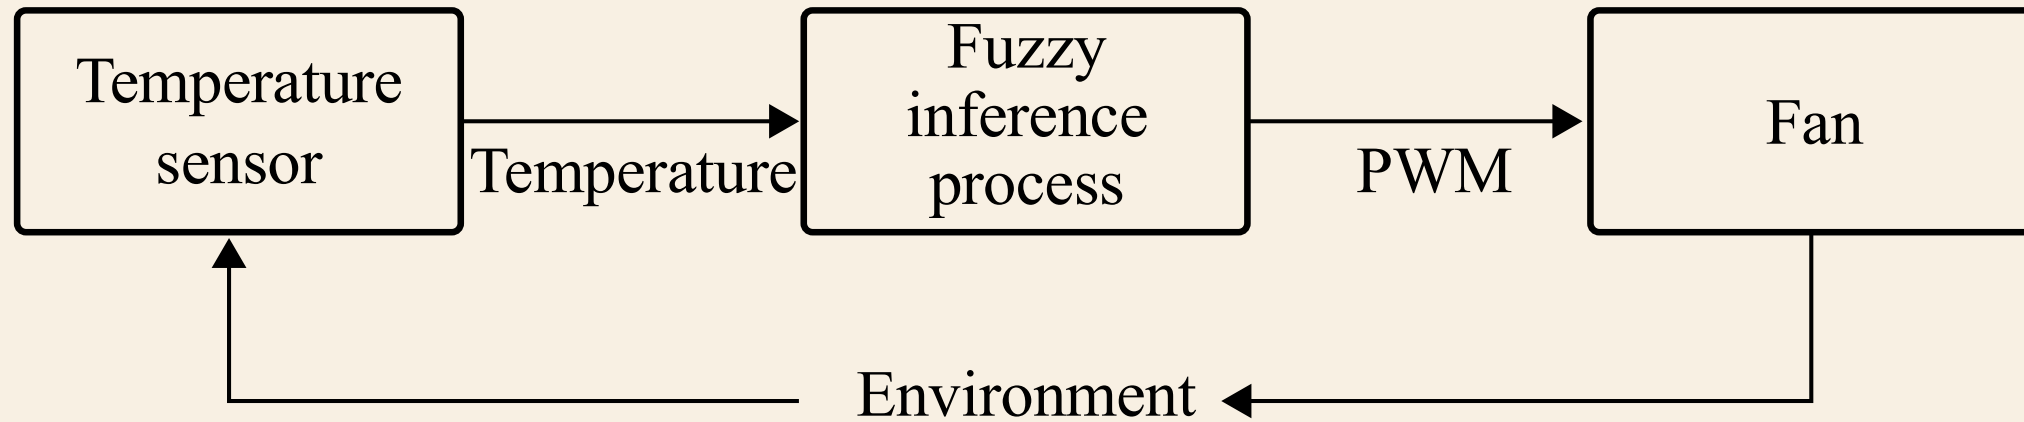 Temperature
sensor
Temperature
Fuzzy
inference
process
PWM
Fan
Environment